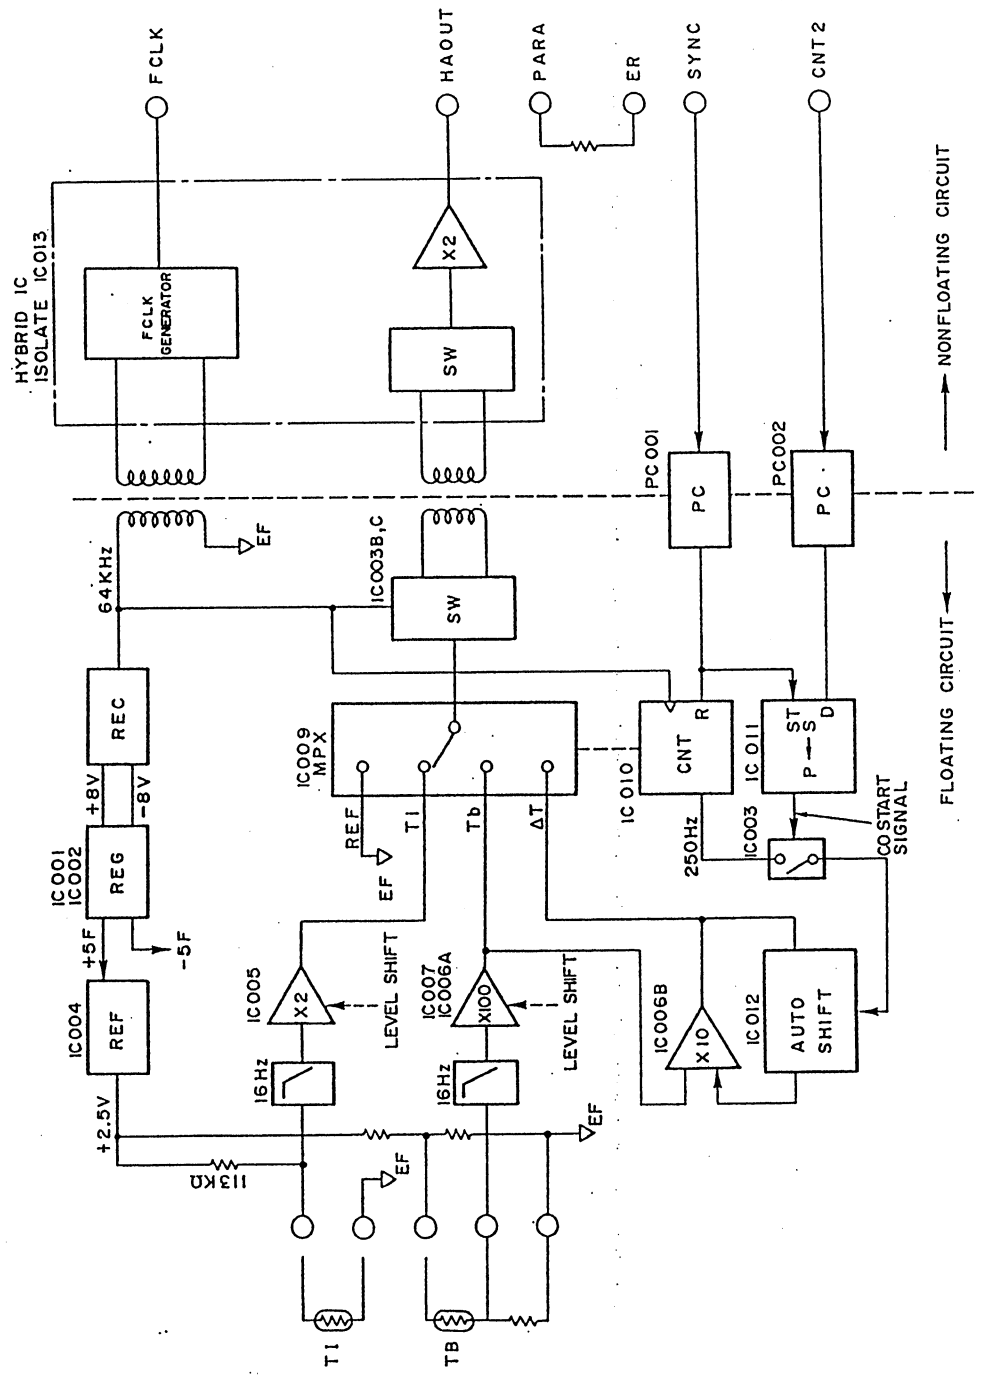 HYBRID IC
ISOLATE IC013
FCLK
GENERATOR
FCLK
HAOUT
X2
SW
PARA
ER
SYNC
CNT2
NONFLOATING CIRCUIT
FLOATING CIRCUIT
64KHz
EF
IC003B,C
SW
PC001
PC
PC002
PC
REC
+8V
-8V
IC001
IC002
REG
+5F
-5F
IC004
REF
+2.5V
113KΩ
IC009
MPX
REF
EF
T1
Tb
ΔT
IC010
CNT
R
IC011
ST
P→S
D
250Hz
IC003
COSTART
SIGNAL
IC005
X2
LEVEL SHIFT
16Hz
IC007
IC006A
X100
LEVEL SHIFT
16Hz
IC006B
X10
IC012
AUTO
SHIFT
EF
EF
T1
TB